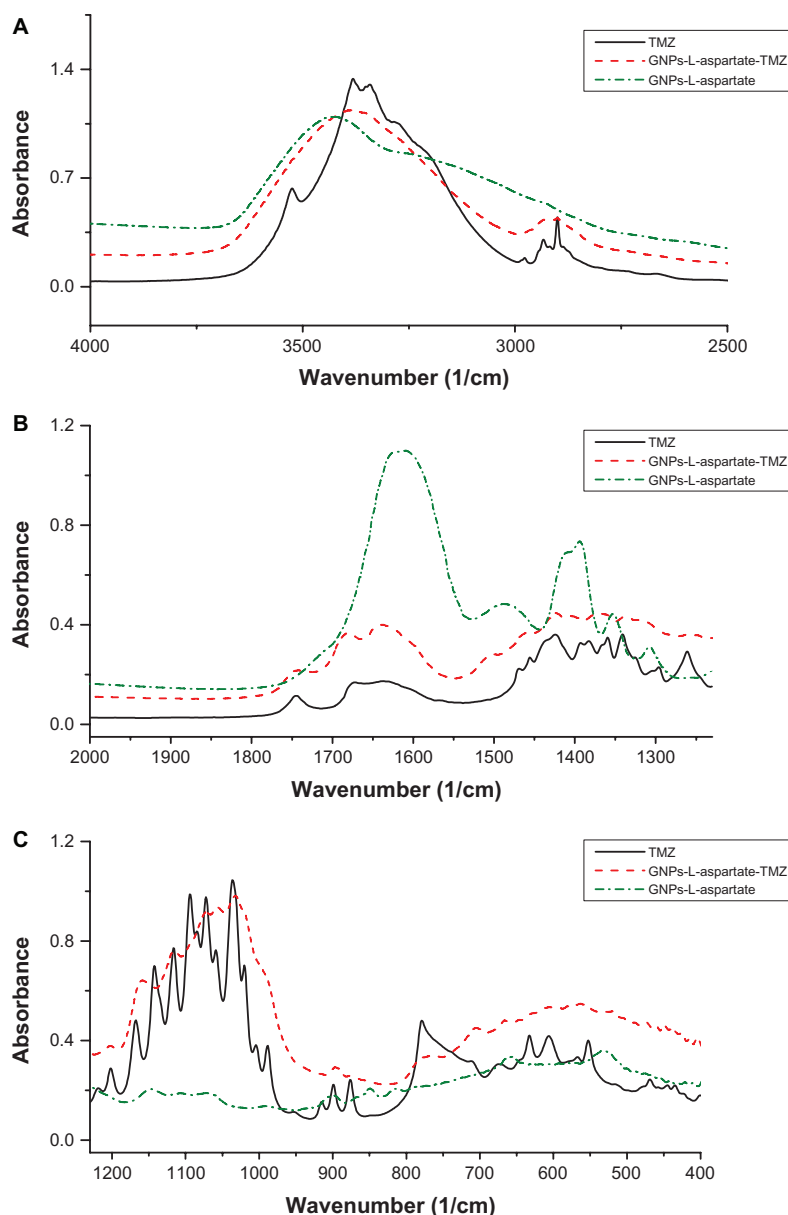 A
TMZ
GNPs-L-aspartate-TMZ
GNPs-L-aspartate
1.4
0.7
0.0
Absorbance
4000
3500
3000
2500
Wavenumber (1/cm)
B
TMZ
GNPs-L-aspartate-TMZ
GNPs-L-aspartate
1.2
0.8
0.4
0.0
Absorbance
2000
1900
1800
1700
1600
1500
1400
1300
Wavenumber (1/cm)
C
TMZ
GNPs-L-aspartate-TMZ
GNPs-L-aspartate
1.2
0.8
0.4
0.0
Absorbance
1200
1100
1000
900
800
700
600
500
400
Wavenumber (1/cm)